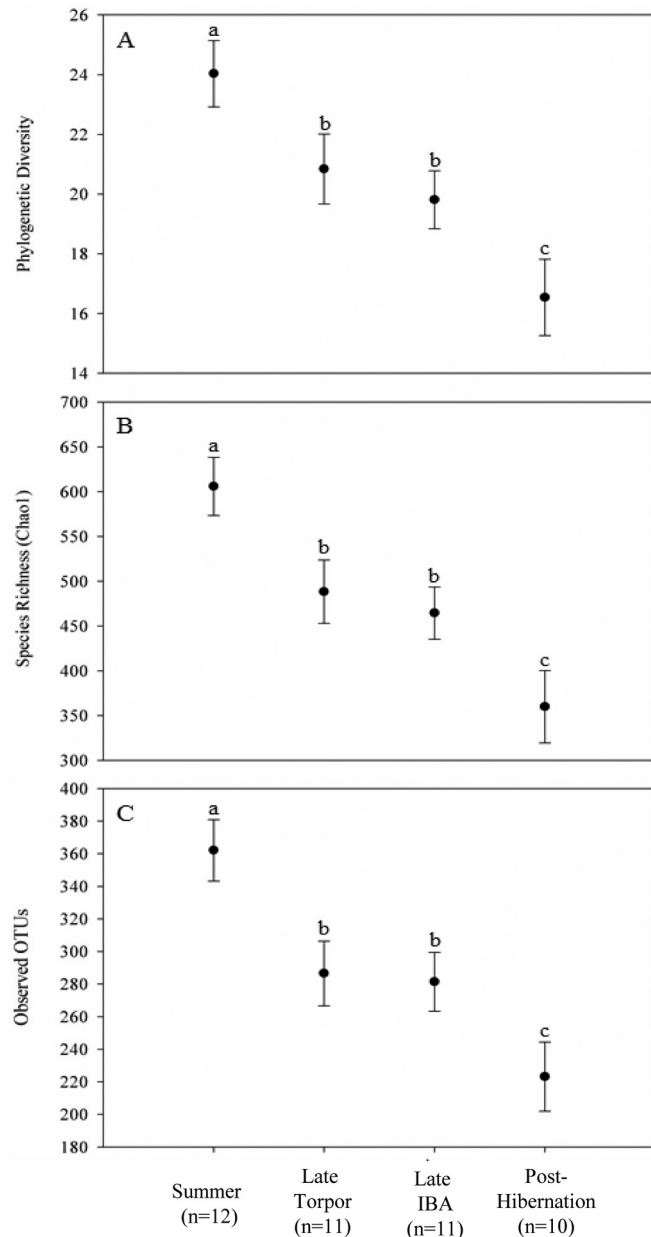 A
26
24
22
20
18
16
14
Phylogenetic Diversity
a
b
b
c
B
700
650
600
550
500
450
400
350
300
Species Richness (Chao1)
a
b
b
c
C
400
380
360
340
320
300
280
260
240
220
200
180
Observed OTUs
a
b
b
c
Summer
(n=12)
Late
Torpor
(n=11)
Late
IBA
(n=11)
Post-
Hibernation
(n=10)